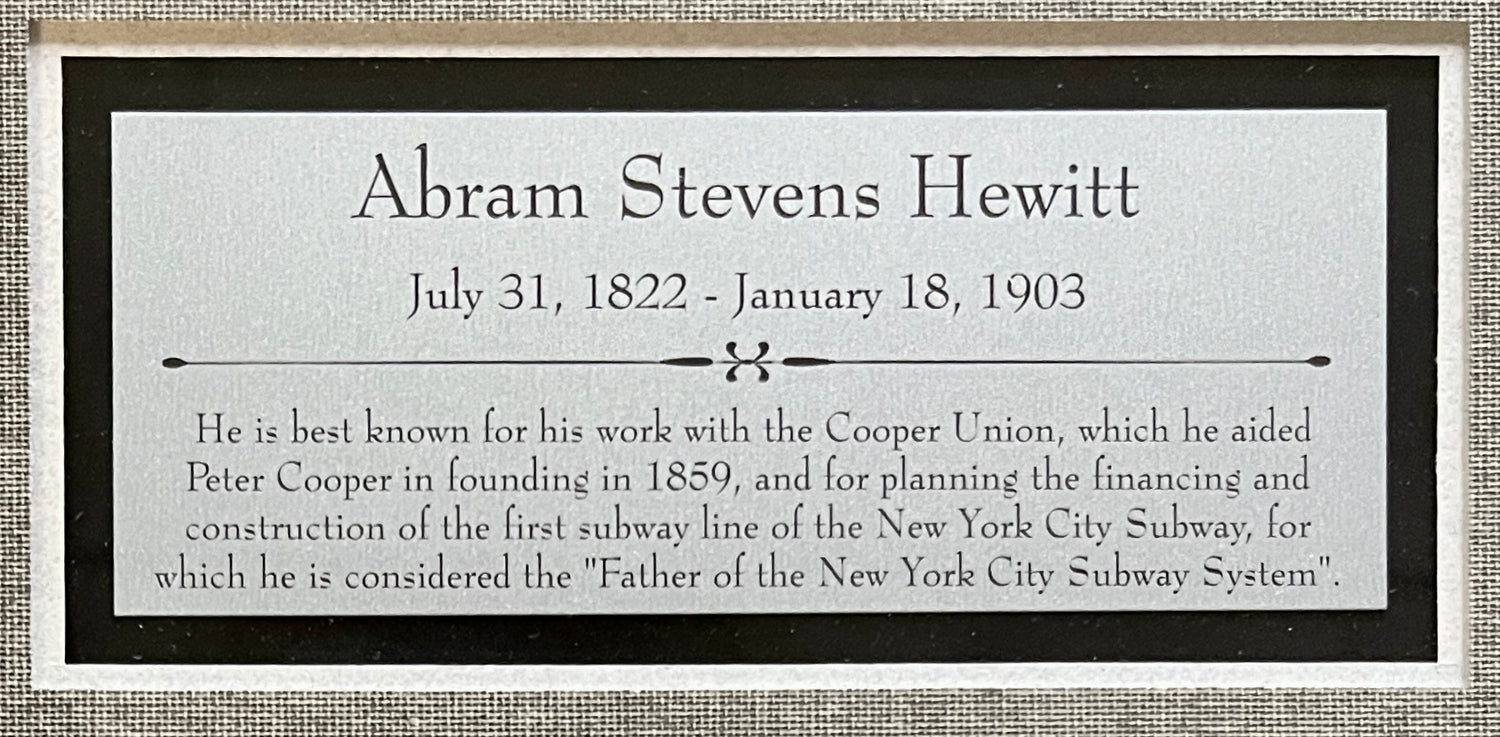 Abram Stevens Hewitt
July 31, 1822 - January 18, 1903
He is best known for his work with the Cooper Union, which he aided
Peter Cooper in founding in 1859, and for planning the financing and
construction of the first subway line of the New York City Subway, for
which he is considered the "Father of the New York City Subway System".